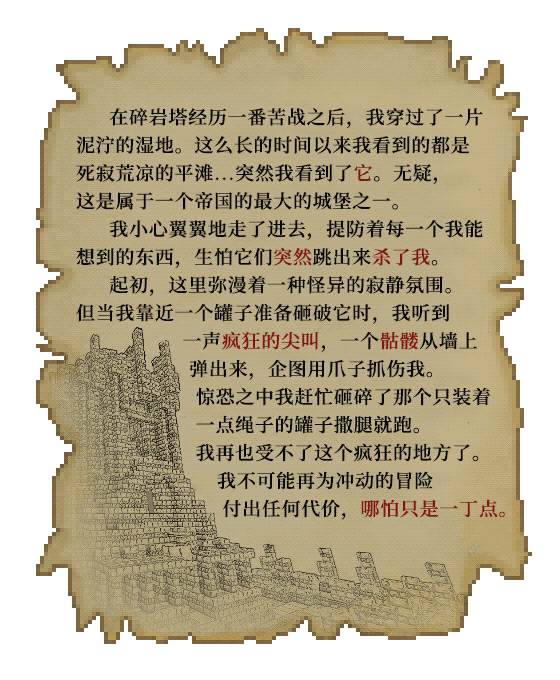 在碎岩塔经历一番苦战之后，我穿过了一片
泥泞的湿地。这么长的时间以来我看到的都是
死寂荒凉的平滩…突然我看到了它。无疑，
这是属于一个帝国的最大的城堡之一。
我小心翼翼地走了进去，提防着每一个我能
想到的东西，生怕它们突然跳出来杀了我。
起初，这里弥漫着一种怪异的寂静氛围。
但当我靠近一个罐子准备砸破它时，我听到
一声疯狂的尖叫，一个骷髅从墙上
弹出来，企图用爪子抓伤我。
惊恐之中我赶忙砸碎了那个只装着
一点绳子的罐子撒腿就跑。
我再也受不了这个疯狂的地方了。
我不可能再为冲动的冒险
付出任何代价，哪怕只是一丁点。